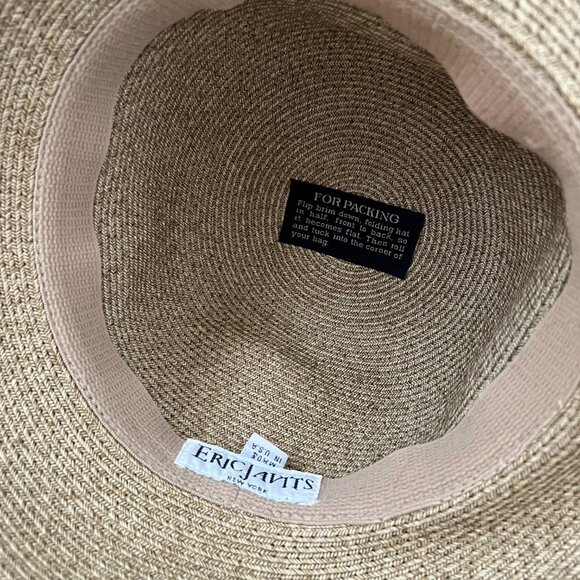 FOR PACKING
Flip brim down, folding hat
in half, front to back, so
it becomes flat. Then roll
and tuck into the corner of
your bag.
MADE
IN U.S.A
ERIC JAVITS
NEW YORK